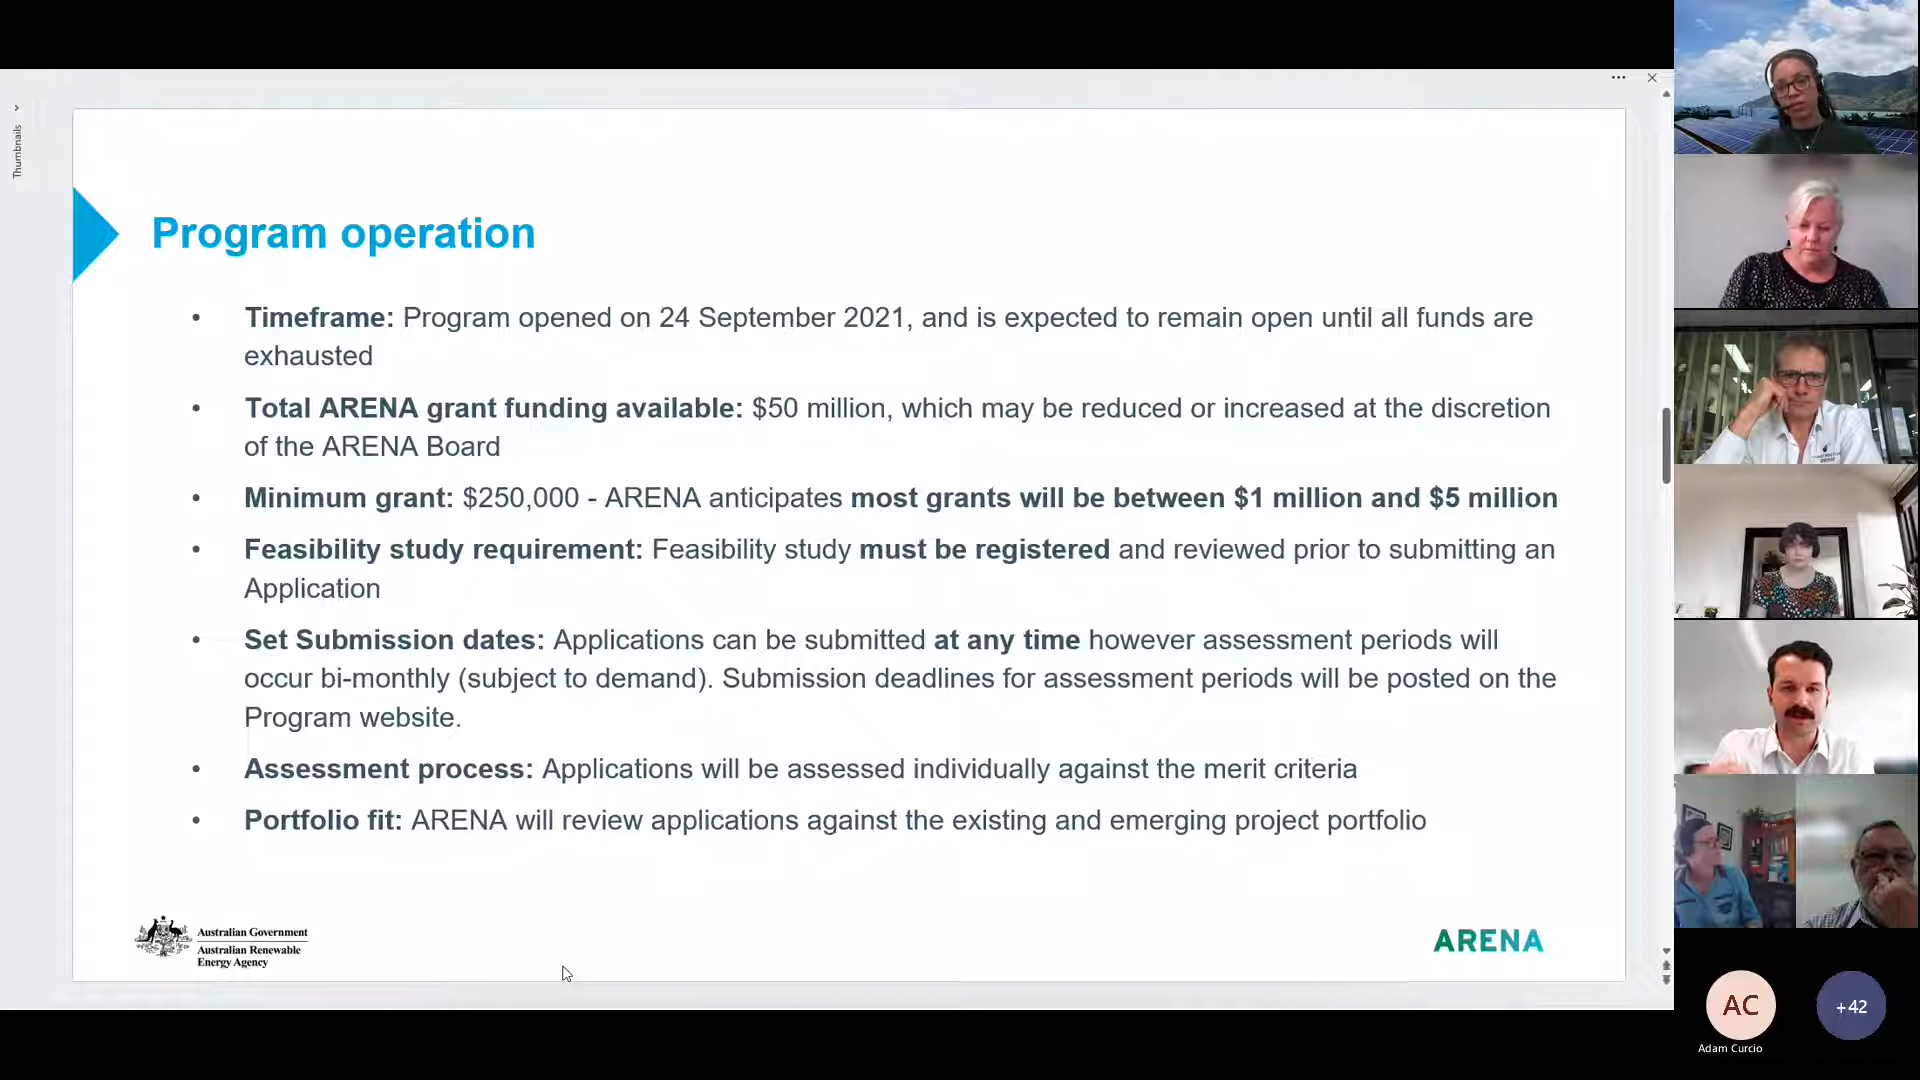 Thumbnails
Program operation
• Timeframe: Program opened on 24 September 2021, and is expected to remain open until all funds are
exhausted
• Total ARENA grant funding available: $50 million, which may be reduced or increased at the discretion
of the ARENA Board
• Minimum grant: $250,000 - ARENA anticipates most grants will be between $1 million and $5 million
• Feasibility study requirement: Feasibility study must be registered and reviewed prior to submitting an
Application
• Set Submission dates: Applications can be submitted at any time however assessment periods will
occur bi-monthly (subject to demand). Submission deadlines for assessment periods will be posted on the
Program website.
• Assessment process: Applications will be assessed individually against the merit criteria
• Portfolio fit: ARENA will review applications against the existing and emerging project portfolio
Australian Government
Australian Renewable
Energy Agency
ARENA
AC
+42
Adam Curcio